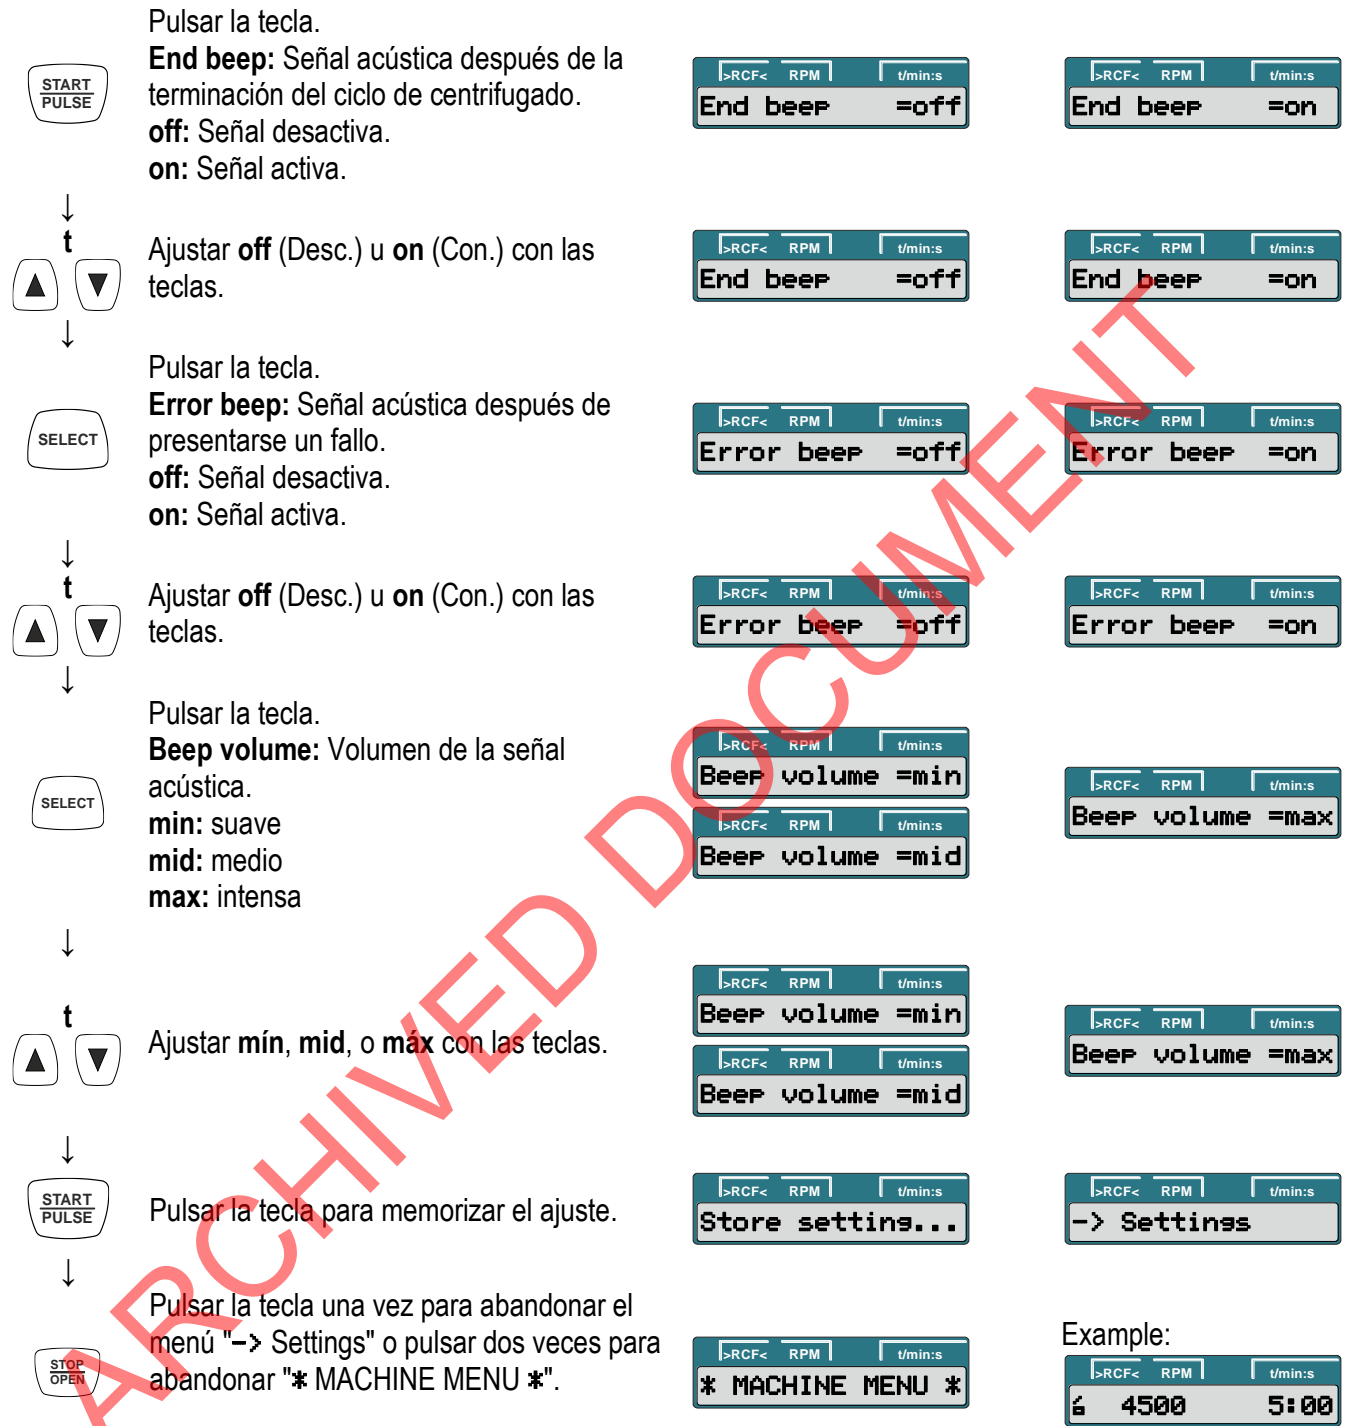 Pulsar la tecla.
START
PULSE
End beep: Señal acústica después de la
terminación del ciclo de centrifugado.
off: Señal desactiva.
on: Señal activa.
>RCF< RPM t/min:s
End beep =off
>RCF< RPM t/min:s
End beep =on
↓
t
Ajustar off (Desc.) u on (Con.) con las
teclas.
>RCF< RPM t/min:s
End beep =off
>RCF< RPM t/min:s
End beep =on
↓
SELECT
Pulsar la tecla.
Error beep: Señal acústica después de
presentarse un fallo.
off: Señal desactiva.
on: Señal activa.
>RCF< RPM t/min:s
Error beep =off
>RCF< RPM t/min:s
Error beep =on
↓
t
Ajustar off (Desc.) u on (Con.) con las
teclas.
>RCF< RPM t/min:s
Error beep =off
>RCF< RPM t/min:s
Error beep =on
↓
SELECT
Pulsar la tecla.
Beep volume: Volumen de la señal
acústica.
min: suave
mid: medio
max: intensa
>RCF< RPM t/min:s
Beep volume =min
>RCF< RPM t/min:s
Beep volume =mid
>RCF< RPM t/min:s
Beep volume =max
↓
t
Ajustar mín, mid, o máx con las teclas.
>RCF< RPM t/min:s
Beep volume =min
>RCF< RPM t/min:s
Beep volume =mid
>RCF< RPM t/min:s
Beep volume =max
↓
START
PULSE
Pulsar la tecla para memorizar el ajuste.
>RCF< RPM t/min:s
Store setting...
>RCF< RPM t/min:s
-> Settings
↓
STOP
OPEN
Pulsar la tecla una vez para abandonar el
menú "-> Settings" o pulsar dos veces para
abandonar "* MACHINE MENU *".
>RCF< RPM t/min:s
* MACHINE MENU *
Example:
>RCF< RPM t/min:s
ó 4500 5:00
ARCHIVED DOCUMENT